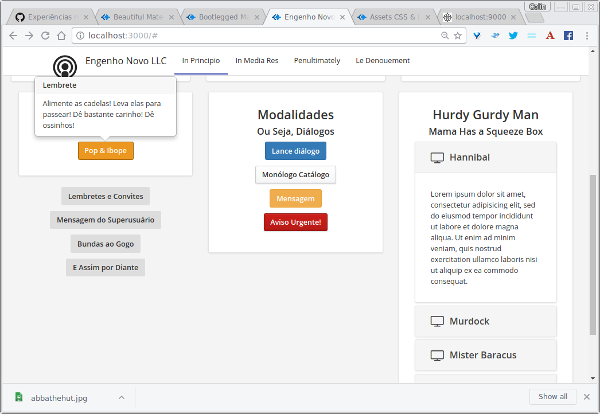 Colin
Experiências
Beautiful Mate
Bootlegged M
Engenho Novo
Assets CSS &
localhost:9000
localhost:3000/#
Engenho Novo LLC
In Principio
In Media Res
Penultimately
Le Denouement
Lembrete
Alimente as cadelas! Leva elas para
passear! Dê bastante carinho! Dê
ossinhos!
Pop & Ibope
Lembretes e Convites
Mensagem do Superusuário
Bundas ao Gogo
E Assim por Diante
Modalidades
Ou Seja, Diálogos
Lance diálogo
Monólogo Catálogo
Mensagem
Aviso Urgente!
Hurdy Gurdy Man
Mama Has a Squeeze Box
Hannibal
Lorem ipsum dolor sit amet,
consectetur adipisicing elit, sed
do eiusmod tempor incididunt
ut labore et dolore magna
aliqua. Ut enim ad minim
veniam, quis nostrud
exercitation ullamco laboris nisi
ut aliquip ex ea commodo
consequat.
Murdock
Mister Baracus
abbathehut.jpg
Show all